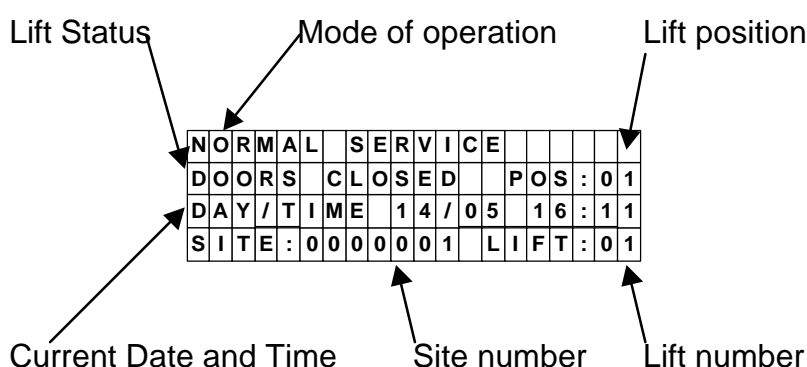 Lift Status Mode of operation Lift position
NORMAL SERVICE
DOORS CLOSED POS:01
DAY/TIME 14/05 16:11
SITE:0000001 LIFT:01
Current Date and Time Site number Lift number